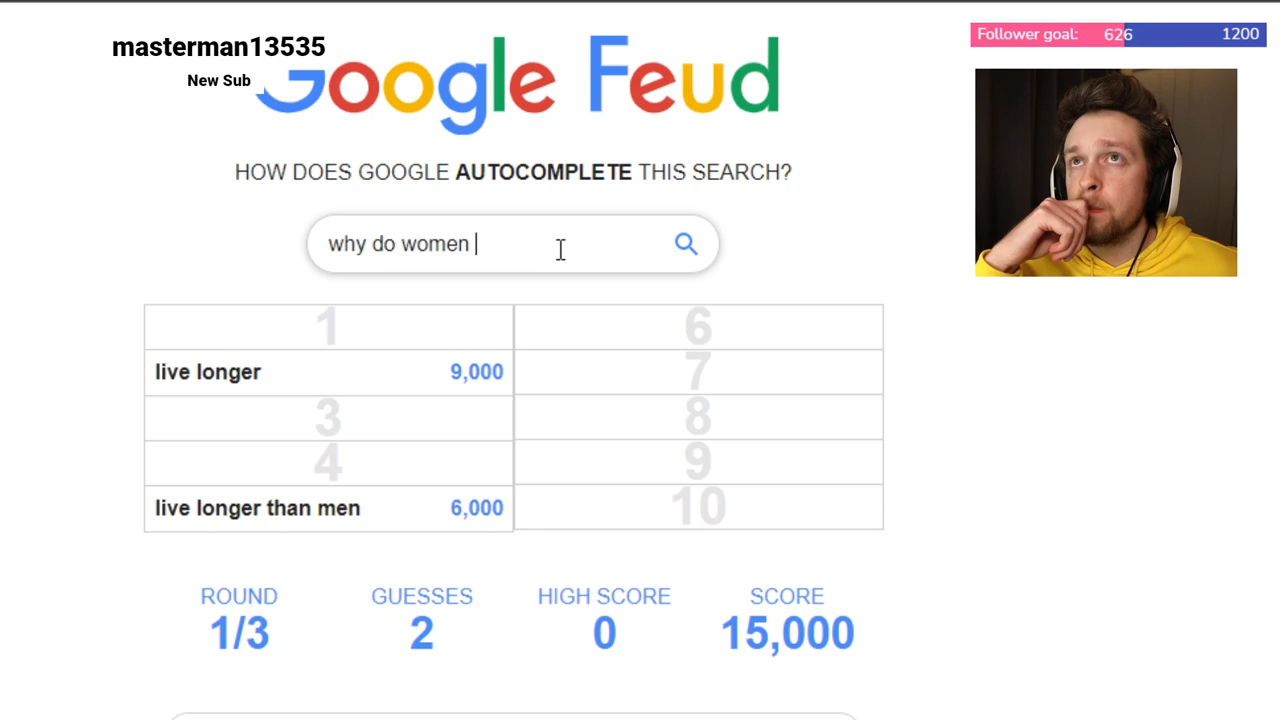 masterman13535
New Sub
Google Feud
Follower goal: 626 1200
HOW DOES GOOGLE AUTOCOMPLETE THIS SEARCH?
why do women
1
6
live longer 9,000
7
3
8
4
9
live longer than men 6,000
10
ROUND GUESSES HIGH SCORE SCORE
1/3 2 0 15,000